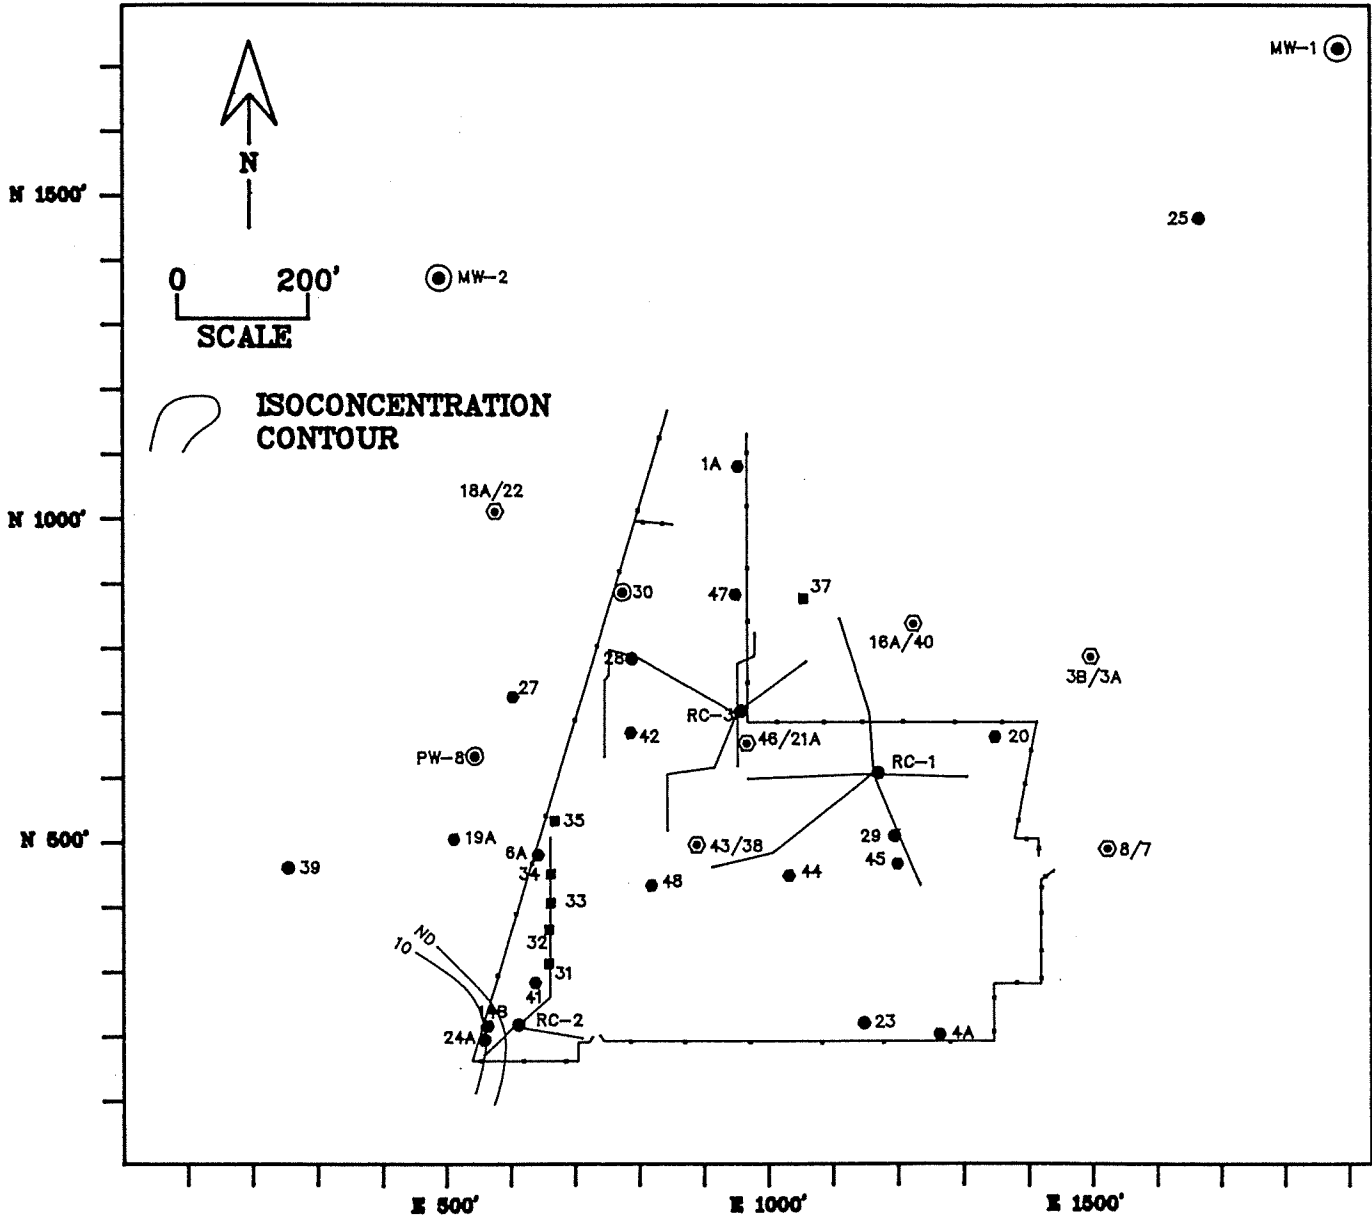 MW-1
N
N 1500'
25
0 200'
MW-2
SCALE
ISOCONCENTRATION
CONTOUR
1A
18A/22
N 1000'
30
47
37
16A/40
28
3B/3A
27
RC-3
42
46/21A
20
PW-8
RC-1
35
N 500'
19A
29
43/38
8/7
6A
39
34
45
44
48
33
ND
10
32
31
41
14B
RC-2
23
24A
4A
E 500'
E 1000'
E 1500'